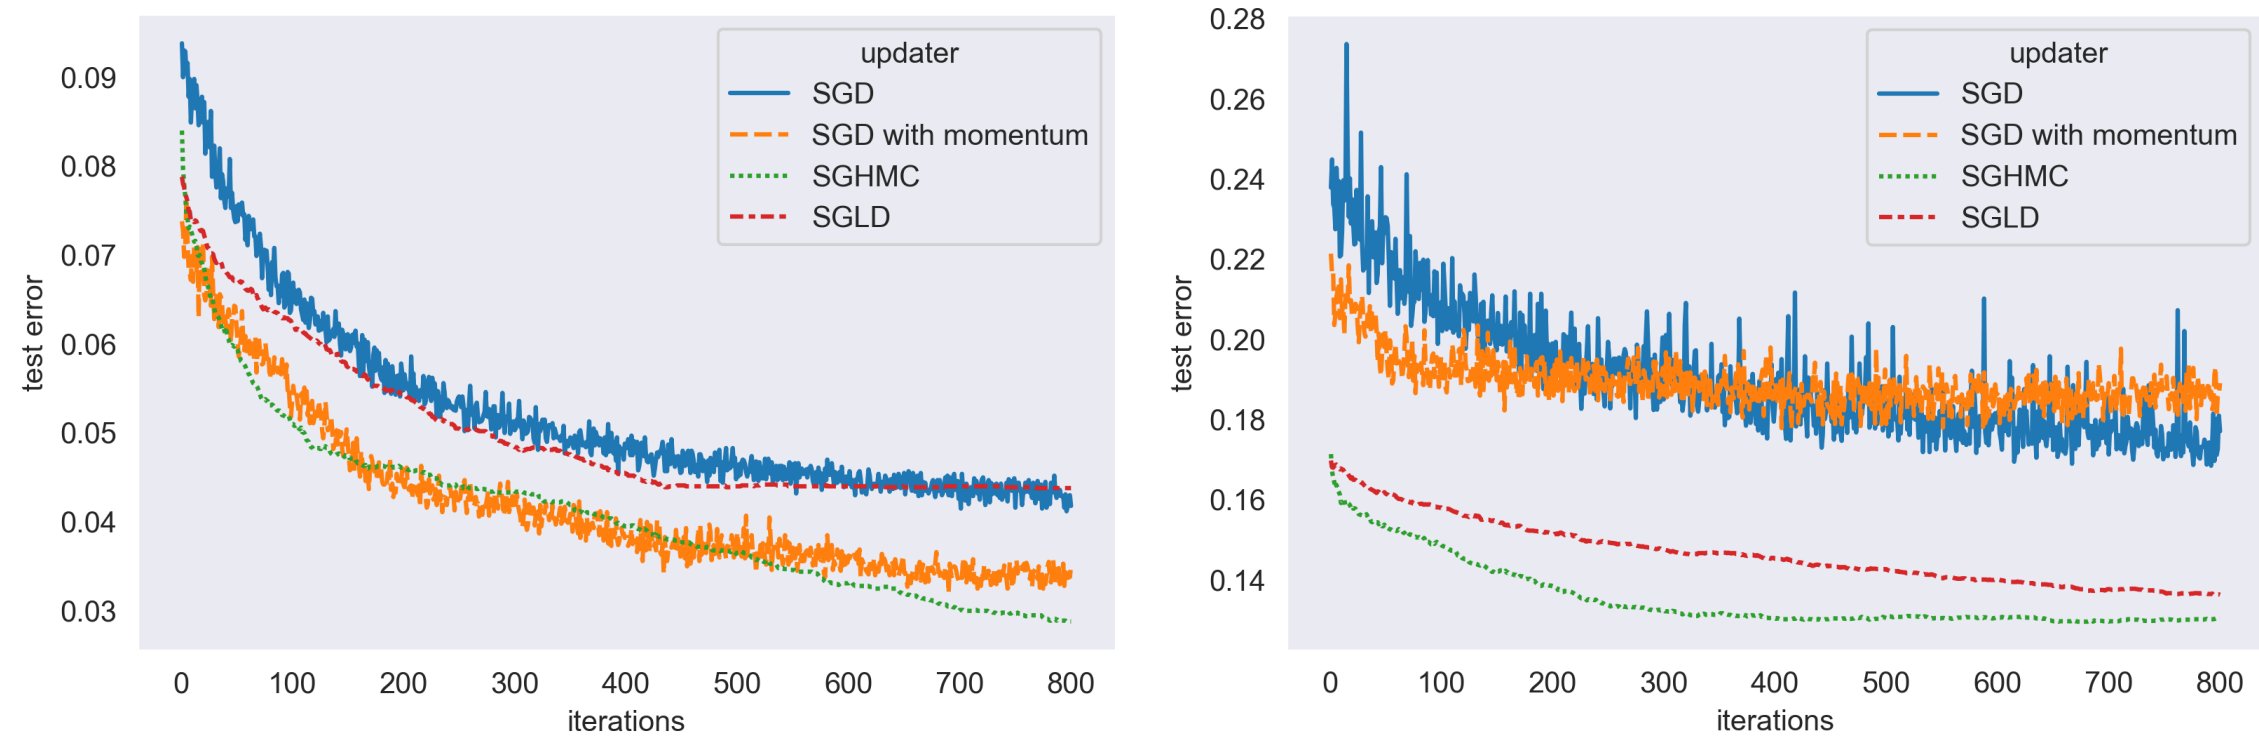 updater
SGD
SGD with momentum
SGHMC
SGLD
0.09
0.08
0.07
0.06
0.05
0.04
0.03
test error
0 100 200 300 400 500 600 700 800
iterations
updater
SGD
SGD with momentum
SGHMC
SGLD
0.28
0.26
0.24
0.22
0.20
0.18
0.16
0.14
test error
0 100 200 300 400 500 600 700 800
iterations